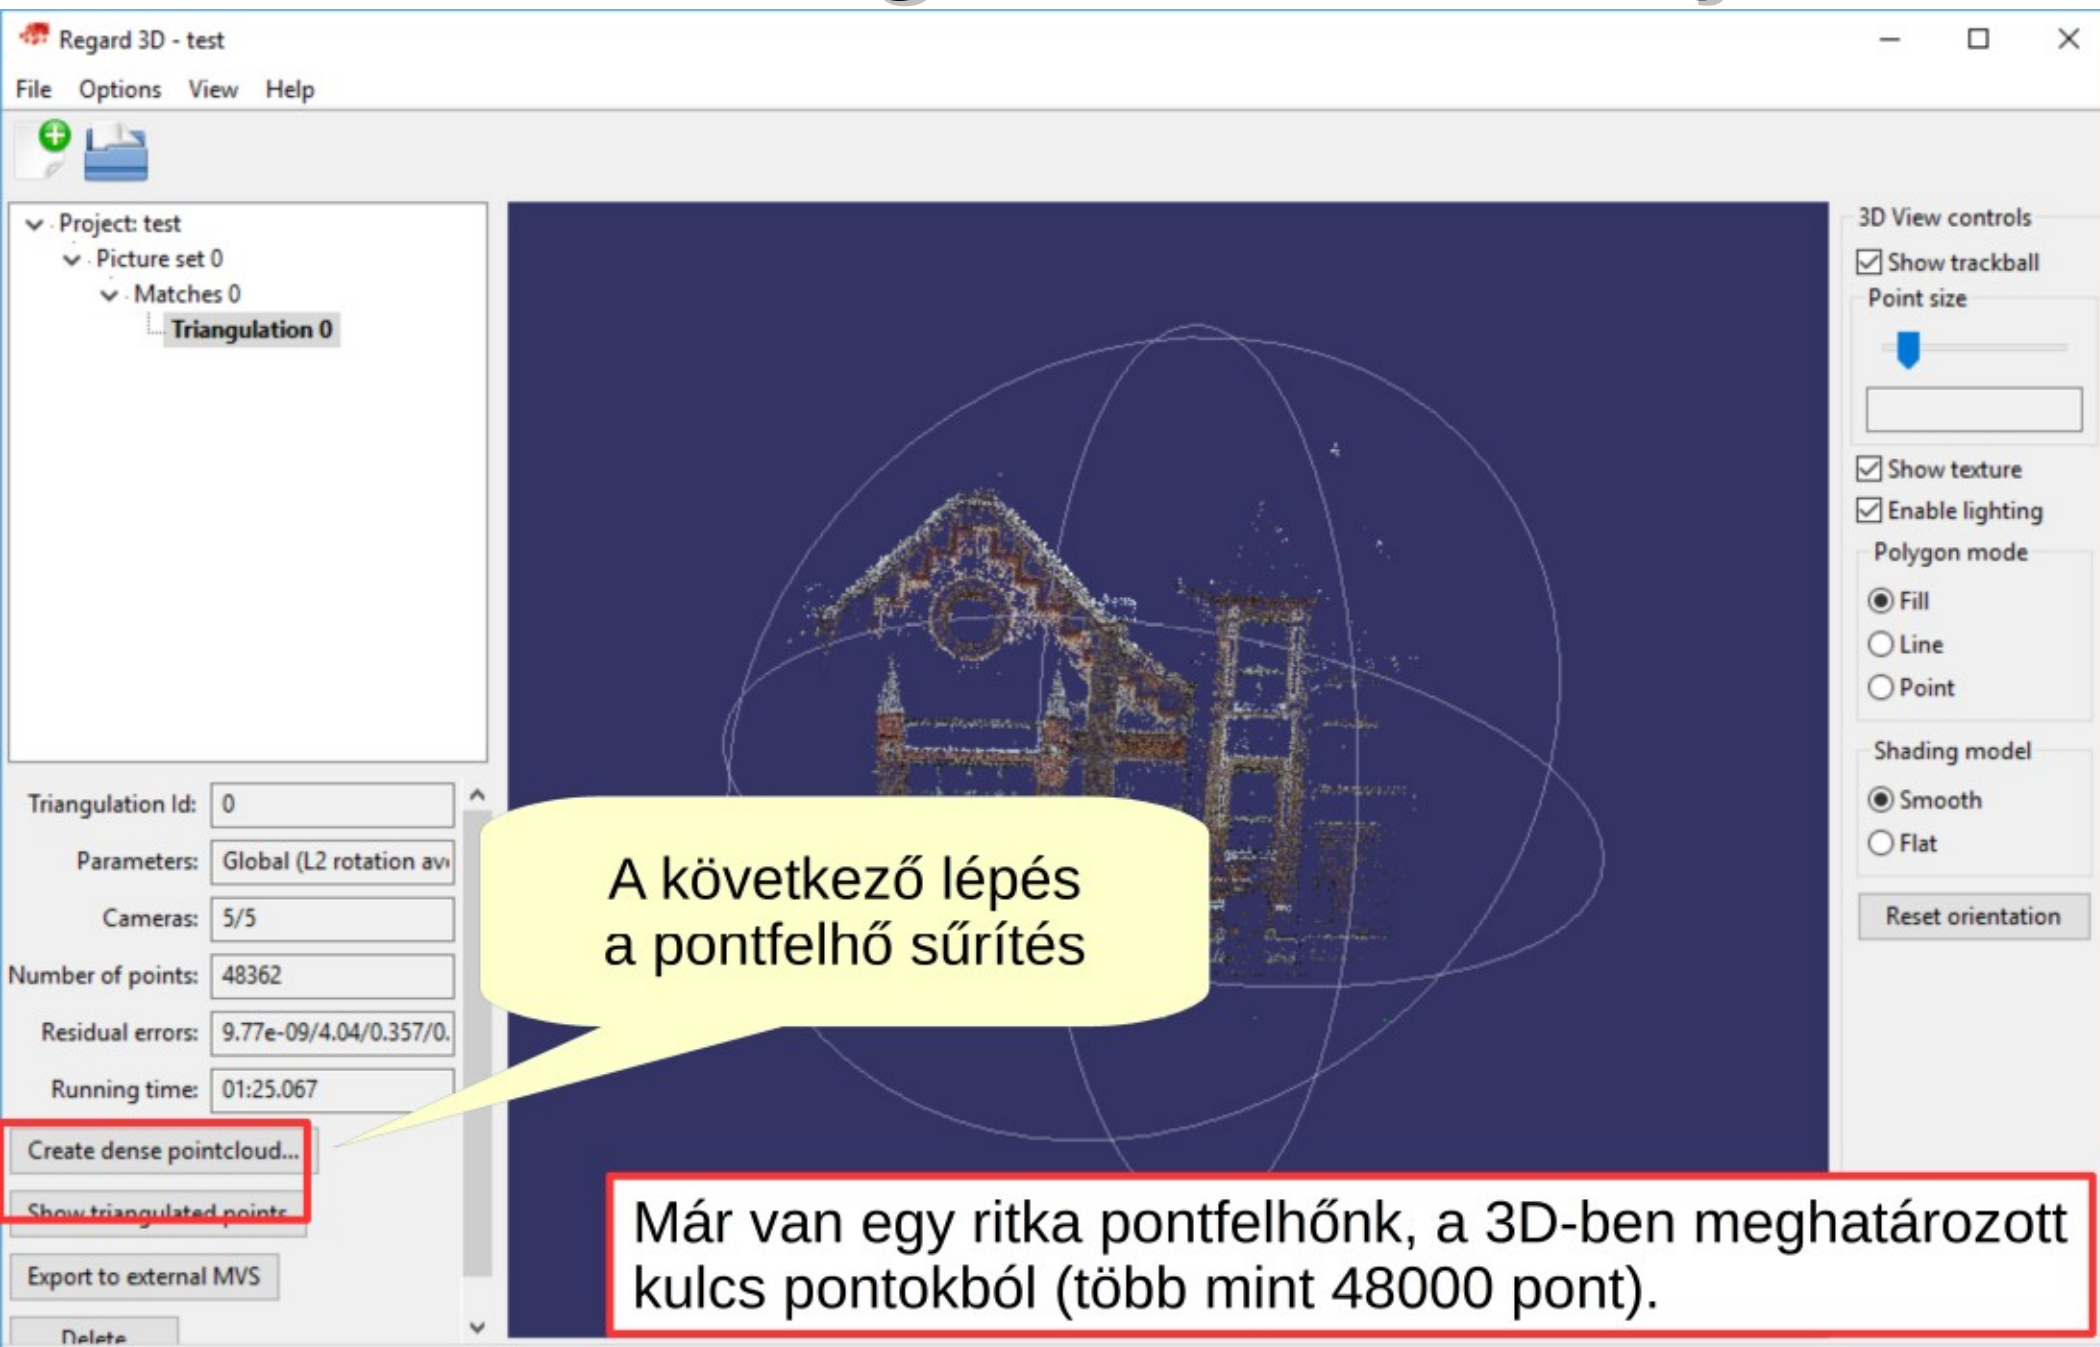 Regard 3D - test
File Options View Help
Project: test
Picture set 0
Matches 0
Triangulation 0
Triangulation Id: 0
Parameters: Global (L2 rotation av
Cameras: 5/5
Number of points: 48362
Residual errors: 9.77e-09/4.04/0.357/0.
Running time: 01:25.067
Create dense pointcloud...
Show triangulated points
Export to external MVS
Delete
A következő lépés
a pontfelhő sűrítés
Már van egy ritka pontfelhőnk, a 3D-ben meghatározott
kulcs pontokból (több mint 48000 pont).
3D View controls
Show trackball
Point size
Show texture
Enable lighting
Polygon mode
Fill
Line
Point
Shading model
Smooth
Flat
Reset orientation